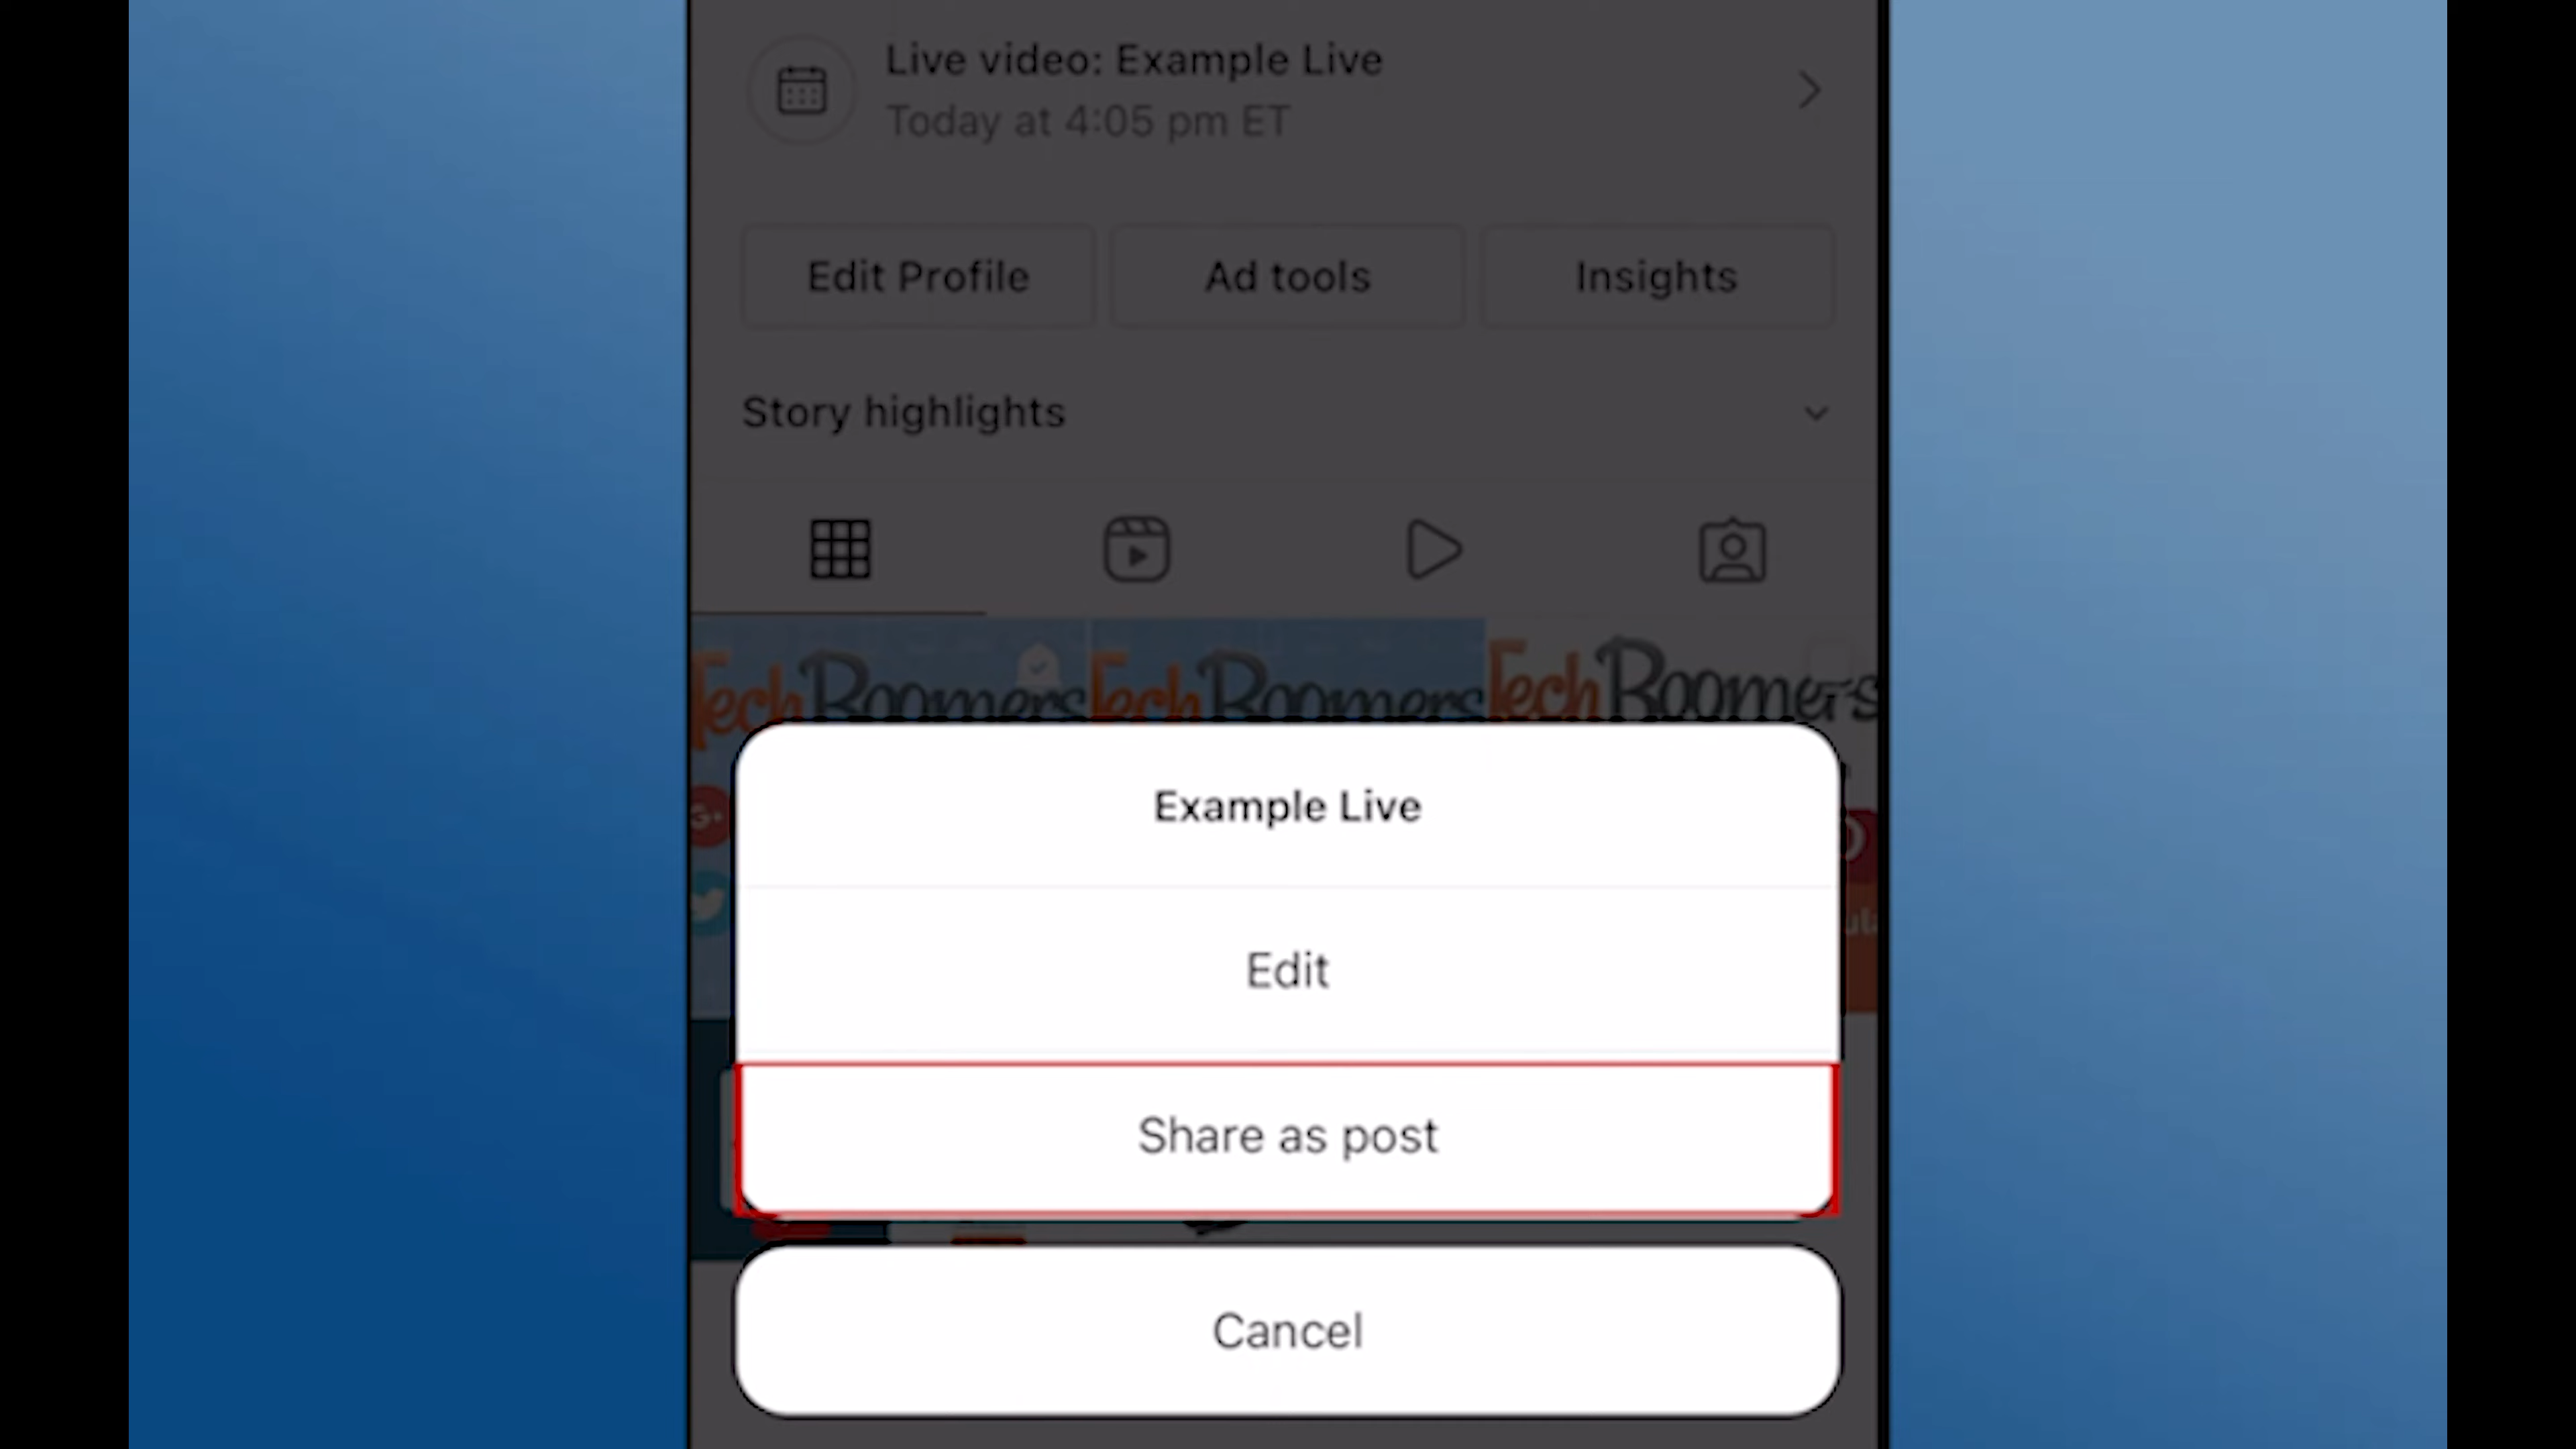 Live video: Example Live
Today at 4:05 pm ET
Edit Profile
Ad tools
Insights
Story highlights
TechBoomers
TechBoomers
TechBoomers
G+
Example Live
Edit
Share as post
Cancel